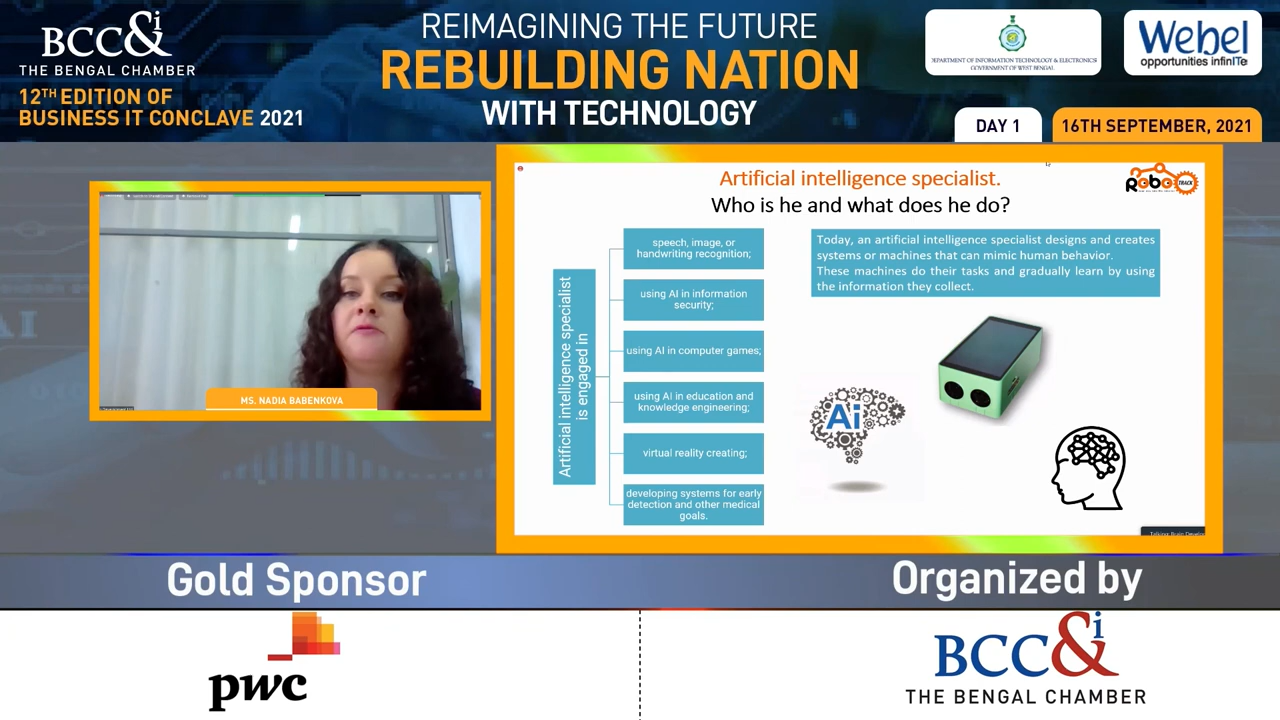 BCC&i
THE BENGAL CHAMBER
12TH EDITION OF
BUSINESS IT CONCLAVE 2021
REIMAGINING THE FUTURE
REBUILDING NATION
WITH TECHNOLOGY
DEPARTMENT OF INFORMATION TECHNOLOGY & ELECTRONICS
GOVERNMENT OF WEST BENGAL
Webel
opportunities infinITe
DAY 1
16TH SEPTEMBER, 2021
AI
MS. NADIA BABENKOVA
Artificial intelligence specialist.
Who is he and what does he do?
Robo
TRACK
Artificial intelligence specialist
is engaged in
speech, image, or
handwriting recognition;
using AI in information
security;
using AI in computer games;
using AI in education and
knowledge engineering;
virtual reality creating;
developing systems for early
detection and other medical
goals.
Today, an artificial intelligence specialist designs and creates
systems or machines that can mimic human behavior.
These machines do their tasks and gradually learn by using
the information they collect.
Ai
Gold Sponsor
pwc
Organized by
BCC&i
THE BENGAL CHAMBER